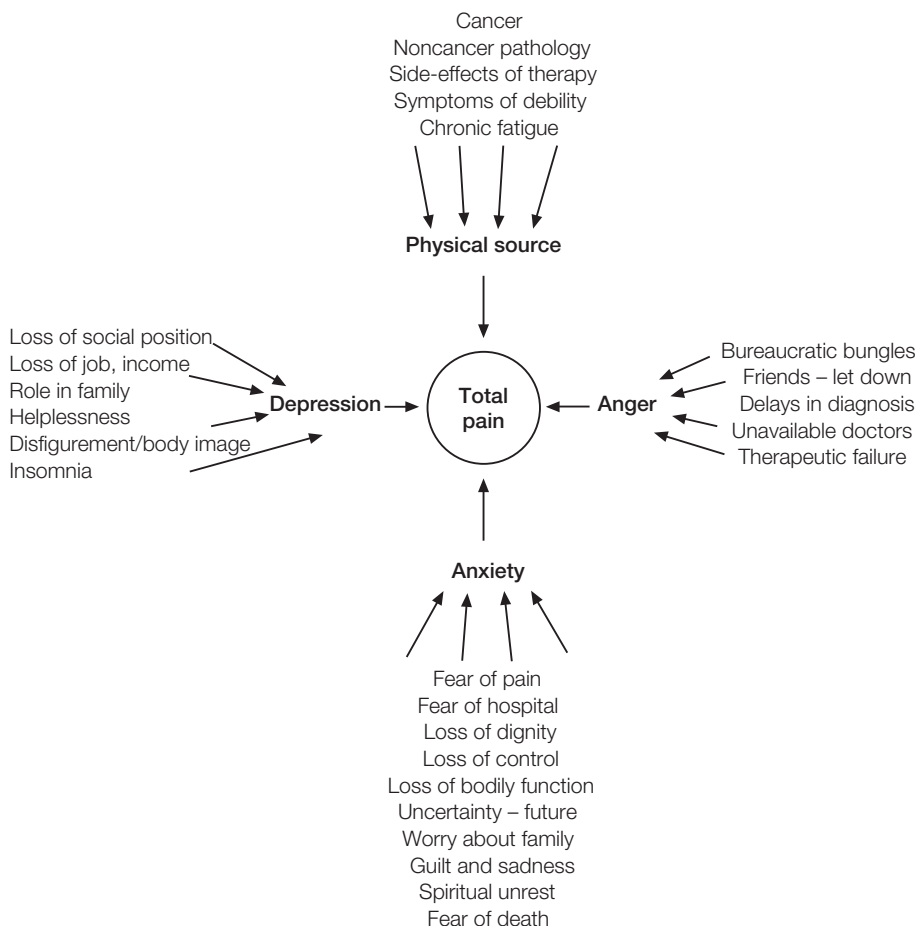 Cancer
Noncancer pathology
Side-effects of therapy
Symptoms of debility
Chronic fatigue
Physical source
Loss of social position
Loss of job, income
Role in family
Helplessness
Disfigurement/body image
Insomnia
Depression
Total
pain
Anger
Bureaucratic bungles
Friends – let down
Delays in diagnosis
Unavailable doctors
Therapeutic failure
Anxiety
Fear of pain
Fear of hospital
Loss of dignity
Loss of control
Loss of bodily function
Uncertainty – future
Worry about family
Guilt and sadness
Spiritual unrest
Fear of death